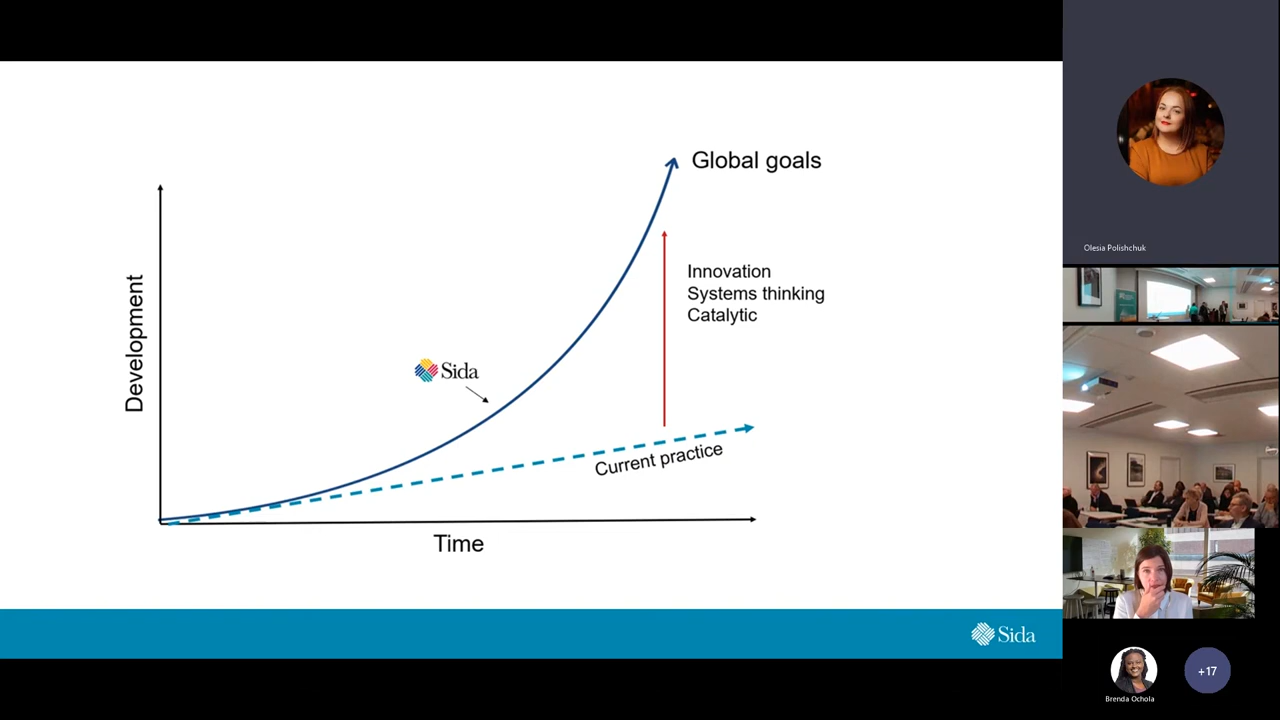 Global goals
Innovation
Systems thinking
Catalytic
Development
Sida
Current practice
Time
Sida
Olesia Polishchuk
Brenda Ochola
+17